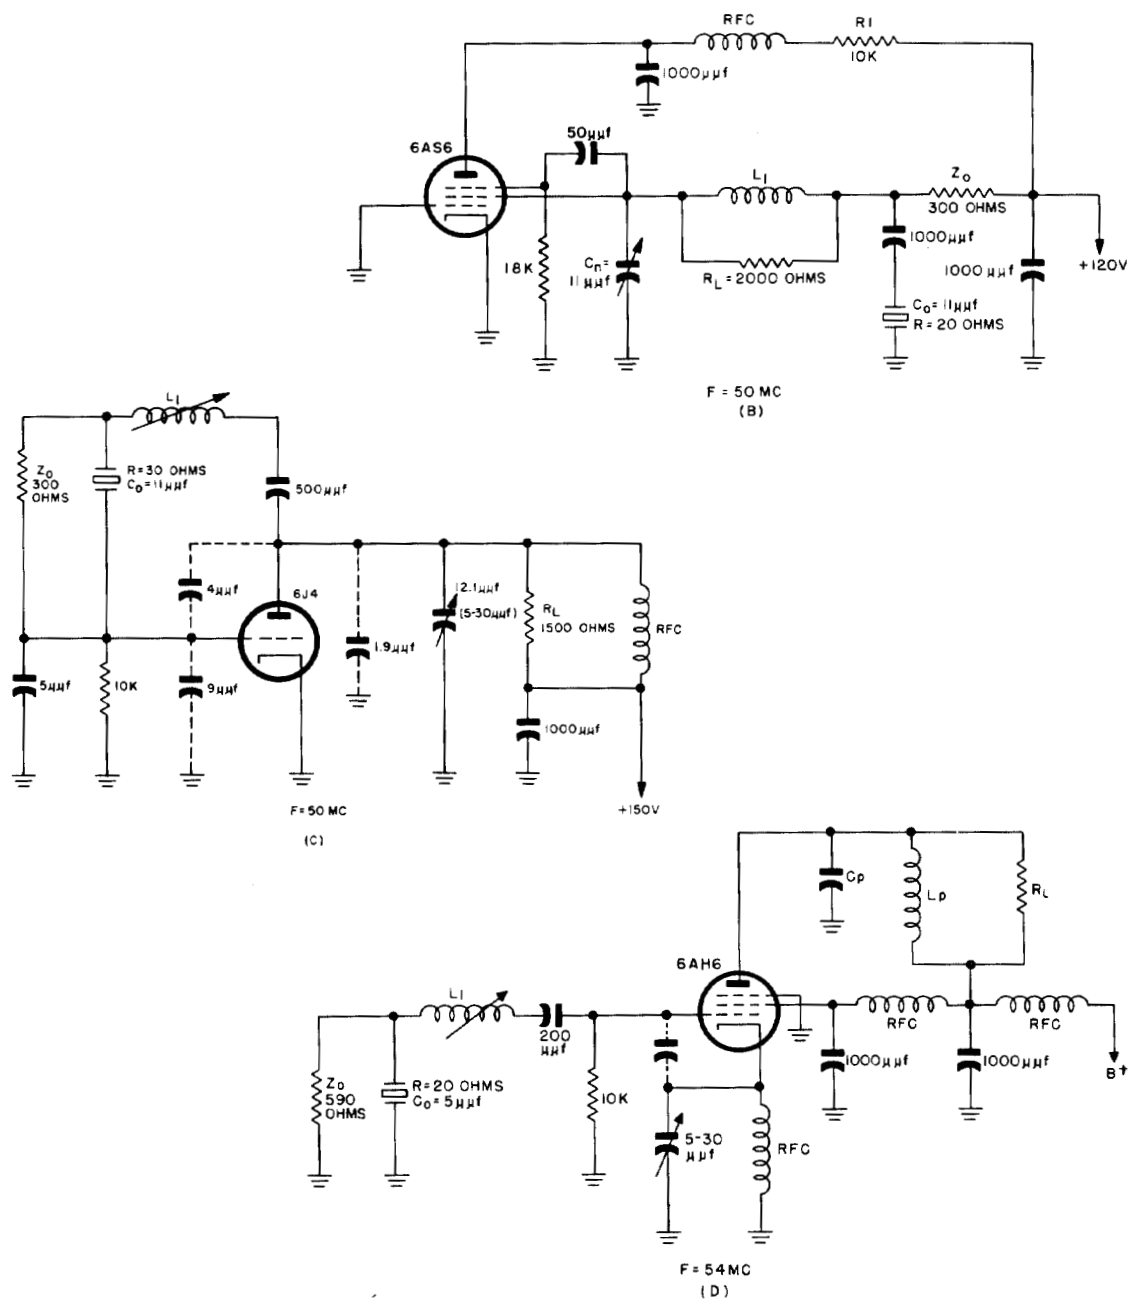 RFC
R1
10K
1000μμf
6AS6
50μμf
18K
Cn=
11μμf
L1
RL=2000 OHMS
Zo
300 OHMS
1000μμf
1000μμf
+120V
Co=11μμf
R=20 OHMS
F=50 MC
(B)
L1
Zo
300
OHMS
R=30 OHMS
Co=11μμf
500μμf
4μμf
6J4
5μμf
10K
9μμf
1.9μμf
12.1μμf
(5-30μμf)
RL
1500 OHMS
RFC
1000μμf
+150V
F=50 MC
(C)
Cp
Lp
RL
6AH6
L1
200
μμf
RFC
RFC
1000μμf
1000μμf
B+
Zo
590
OHMS
R=20 OHMS
Co=5μμf
10K
5-30
μμf
RFC
F=54MC
(D)